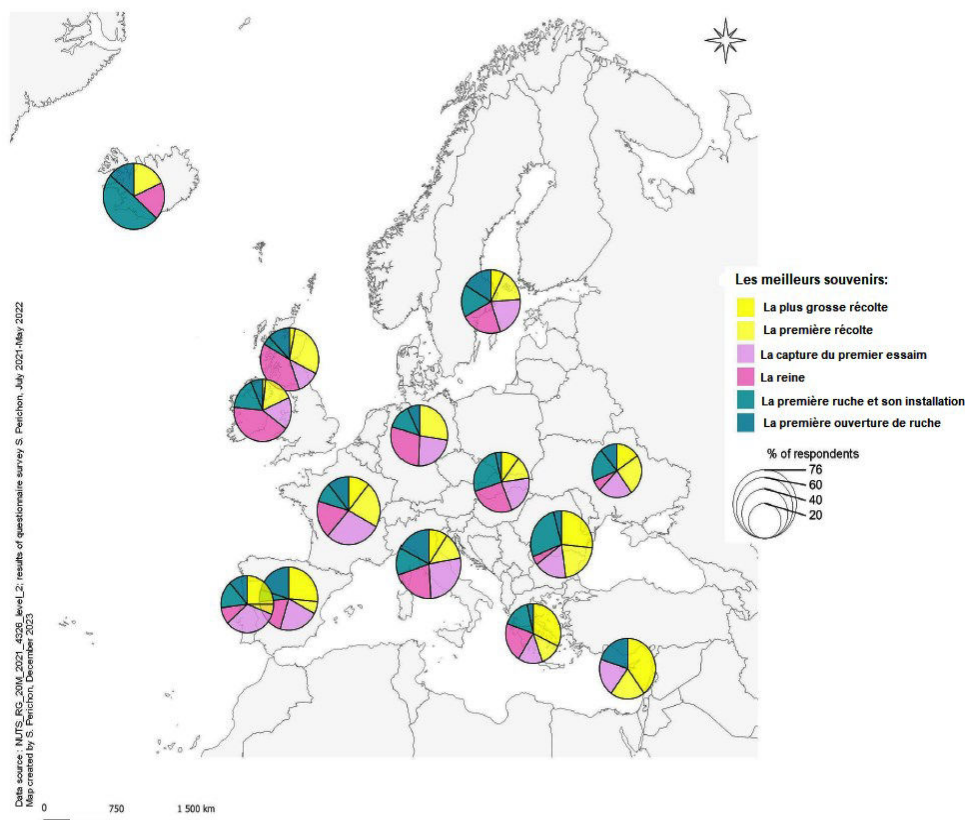 Les meilleurs souvenirs:
La plus grosse récolte
La première récolte
La capture du premier essaim
La reine
La première ruche et son installation
La première ouverture de ruche
% of respondents
76
60
40
20
Data source : NUTS_RG_20M_2021_4326_level_2; results of questionnaire survey S. Perichon, July 2021-May 2022
Map created by S. Perichon, December 2023
0 750 1 500 km